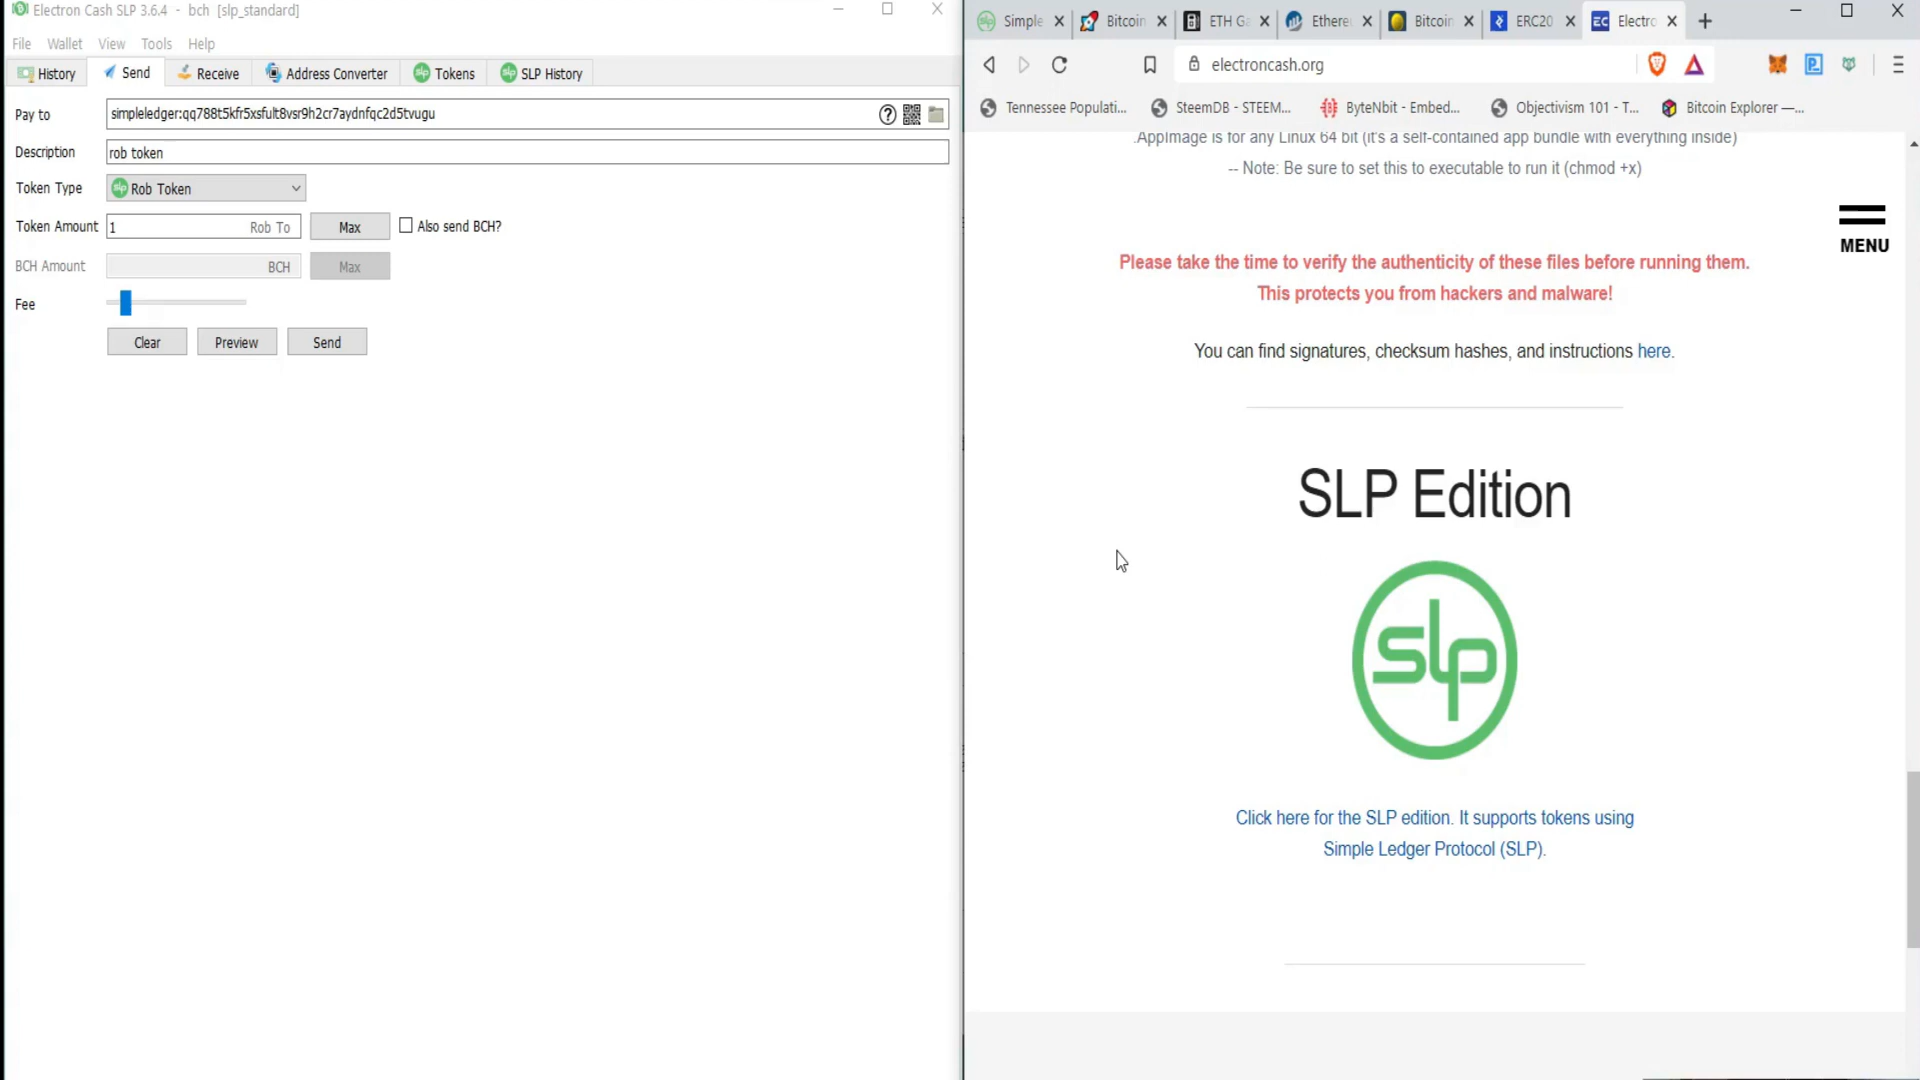 Electron Cash SLP 3.6.4 - bch [slp_standard]
File Wallet View Tools Help
History Send Receive Address Converter Tokens SLP History
Pay to simpleledger:qq788t5kfr5xsfult8vsr9h2cr7aydnfqc2d5tvugu
Description rob token
Token Type Rob Token
Token Amount 1 Rob To Max Also send BCH?
BCH Amount BCH Max
Fee
Clear Preview Send
Simple Bitcoin ETH Ga Ethere Bitcoin ERC20 Electro
electroncash.org
Tennessee Populati... SteemDB - STEEM... ByteNbit - Embed... Objectivism 101 - T... Bitcoin Explorer —...
.AppImage is for any Linux 64 bit (it's a self-contained app bundle with everything inside)
-- Note: Be sure to set this to executable to run it (chmod +x)
MENU
Please take the time to verify the authenticity of these files before running them.
This protects you from hackers and malware!
You can find signatures, checksum hashes, and instructions here.
SLP Edition
slp
Click here for the SLP edition. It supports tokens using
Simple Ledger Protocol (SLP).